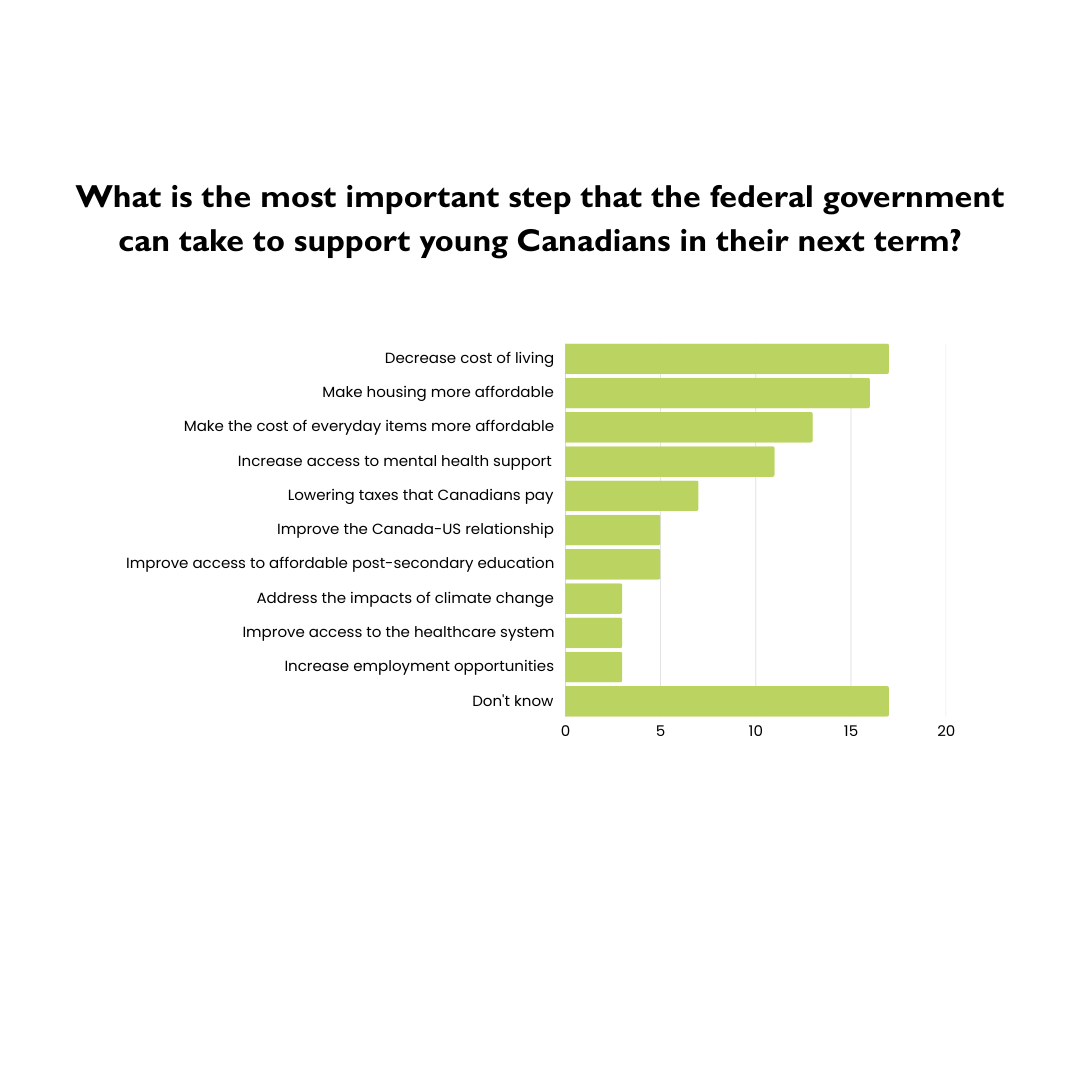 What is the most important step that the federal government
can take to support young Canadians in their next term?
Decrease cost of living
Make housing more affordable
Make the cost of everyday items more affordable
Increase access to mental health support
Lowering taxes that Canadians pay
Improve the Canada-US relationship
Improve access to affordable post-secondary education
Address the impacts of climate change
Improve access to the healthcare system
Increase employment opportunities
Don't know
0 5 10 15 20